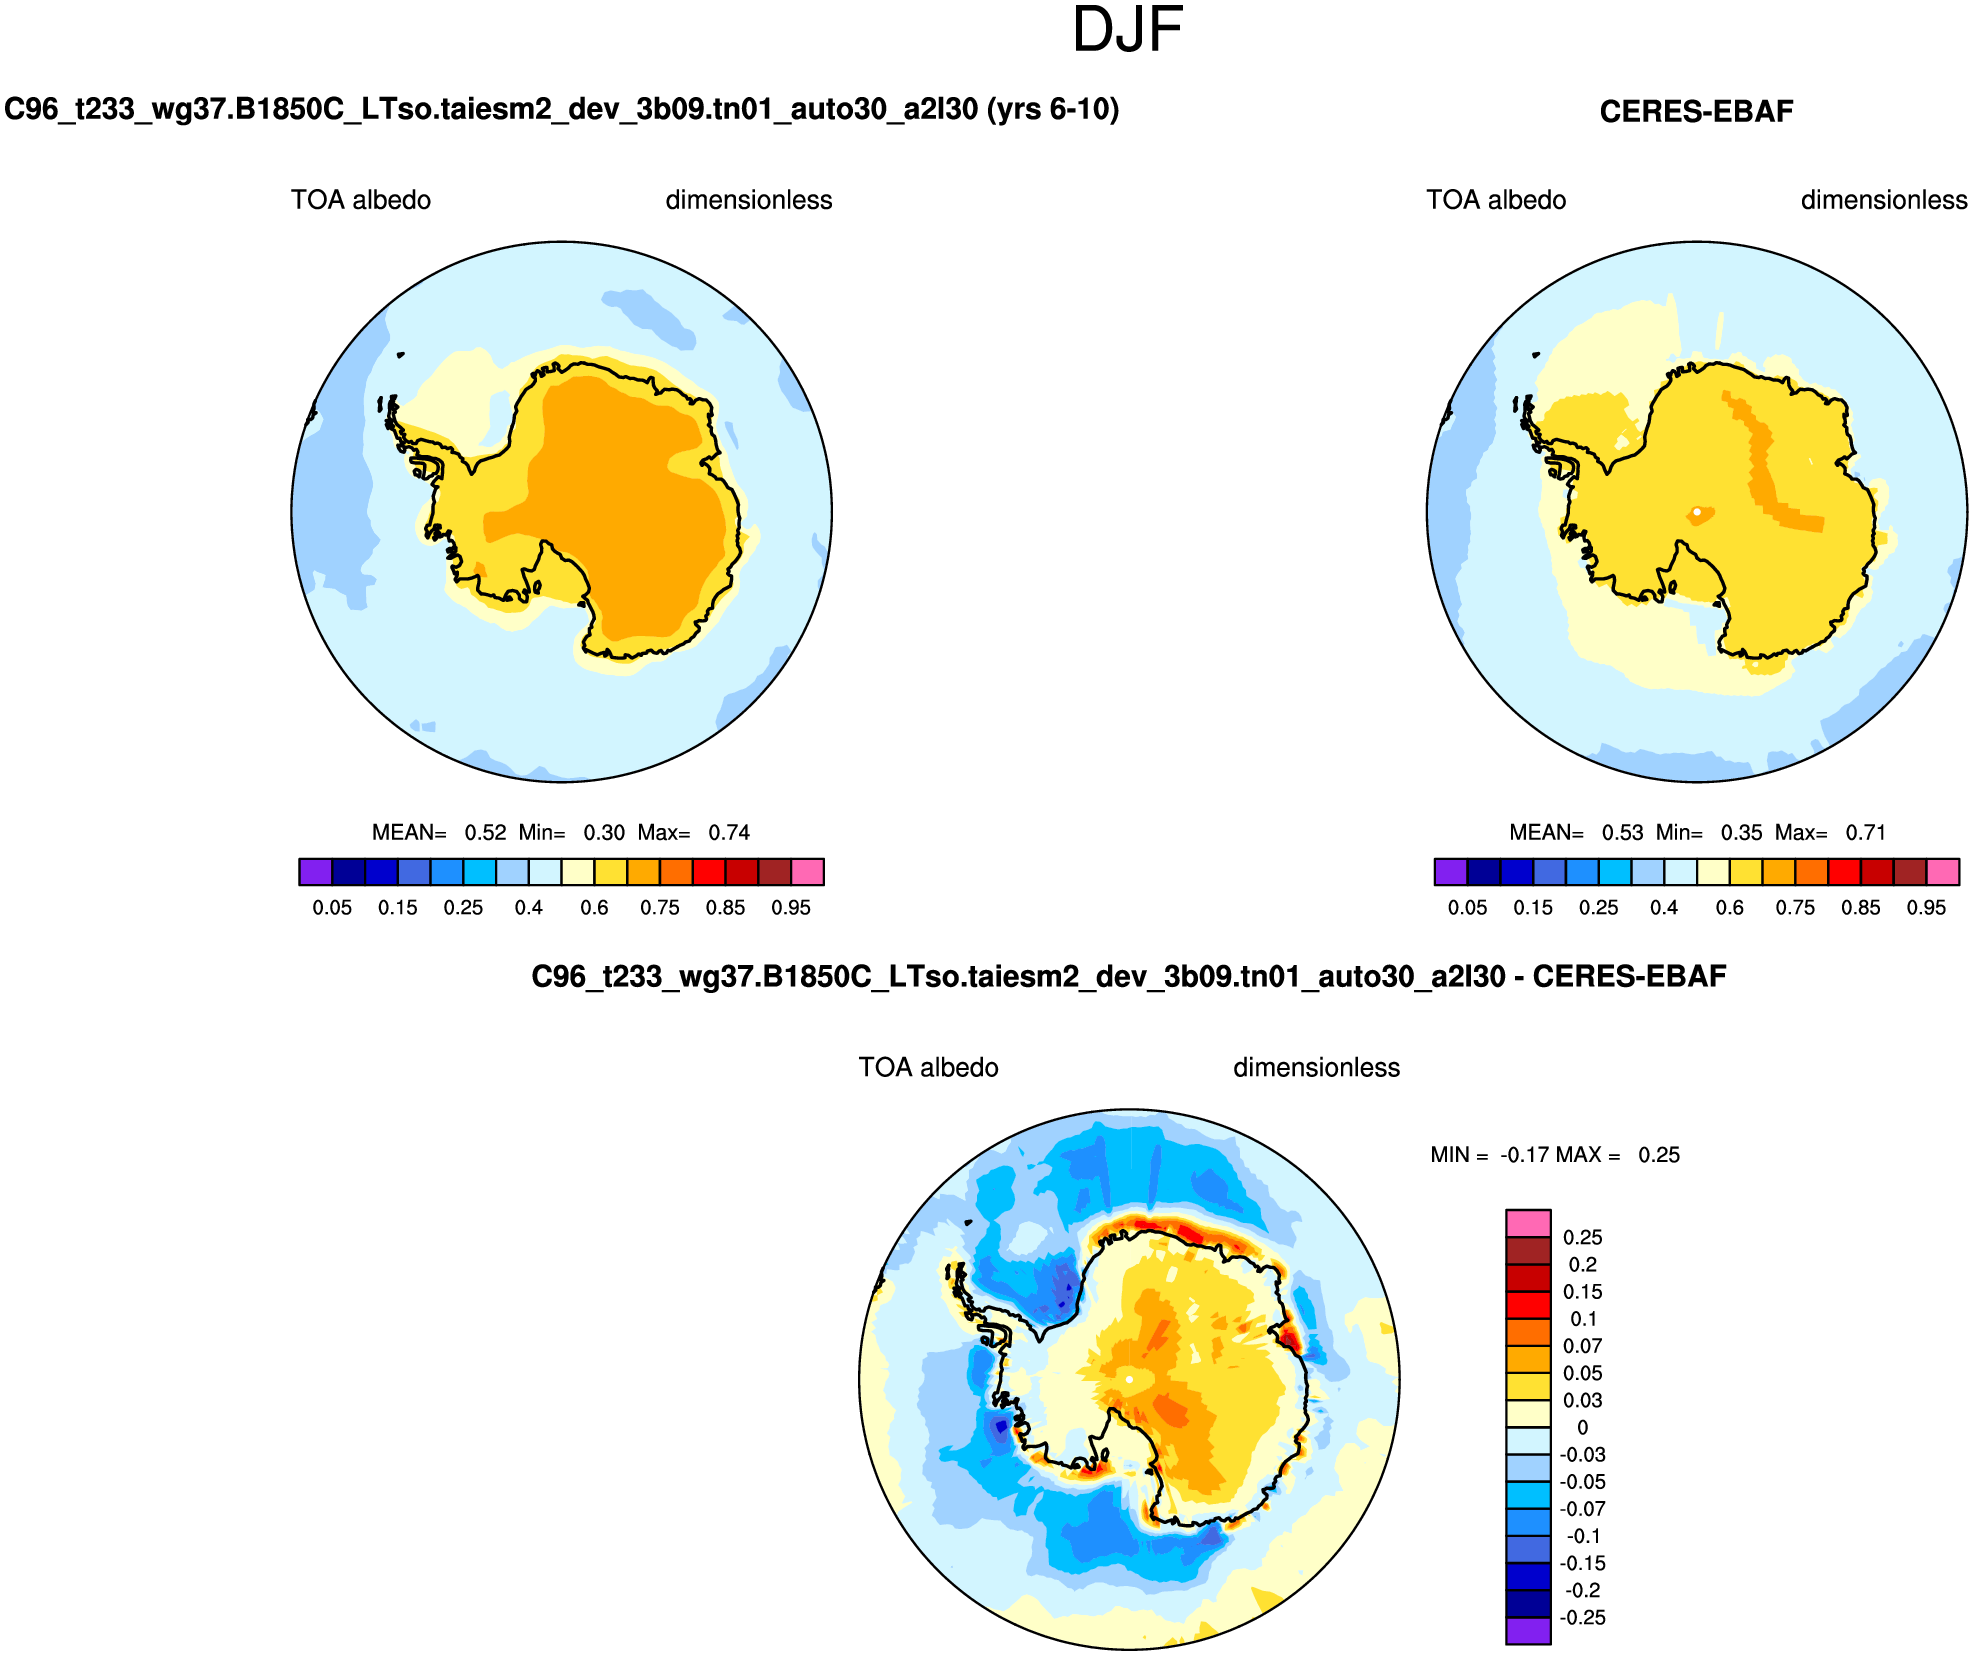 DJF
C96_t233_wg37.B1850C_LTso.taiesm2_dev_3b09.tn01_auto30_a2l30 (yrs 6-10)
CERES-EBAF
TOA albedo dimensionless
TOA albedo dimensionless
MEAN= 0.52 Min= 0.30 Max= 0.74
MEAN= 0.53 Min= 0.35 Max= 0.71
0.05 0.15 0.25 0.4 0.6 0.75 0.85 0.95
0.05 0.15 0.25 0.4 0.6 0.75 0.85 0.95
C96_t233_wg37.B1850C_LTso.taiesm2_dev_3b09.tn01_auto30_a2l30 - CERES-EBAF
TOA albedo dimensionless
MIN = -0.17 MAX = 0.25
0.25
0.2
0.15
0.1
0.07
0.05
0.03
0
-0.03
-0.05
-0.07
-0.1
-0.15
-0.2
-0.25